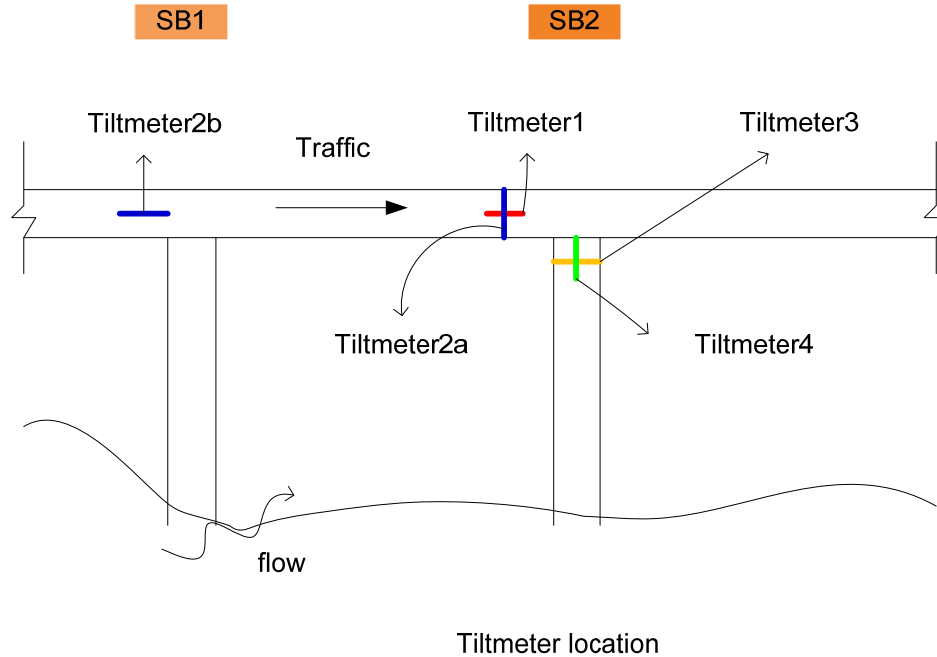 SB1
SB2
Tiltmeter2b
Tiltmeter1
Tiltmeter3
Traffic
Tiltmeter2a
Tiltmeter4
flow
Tiltmeter location